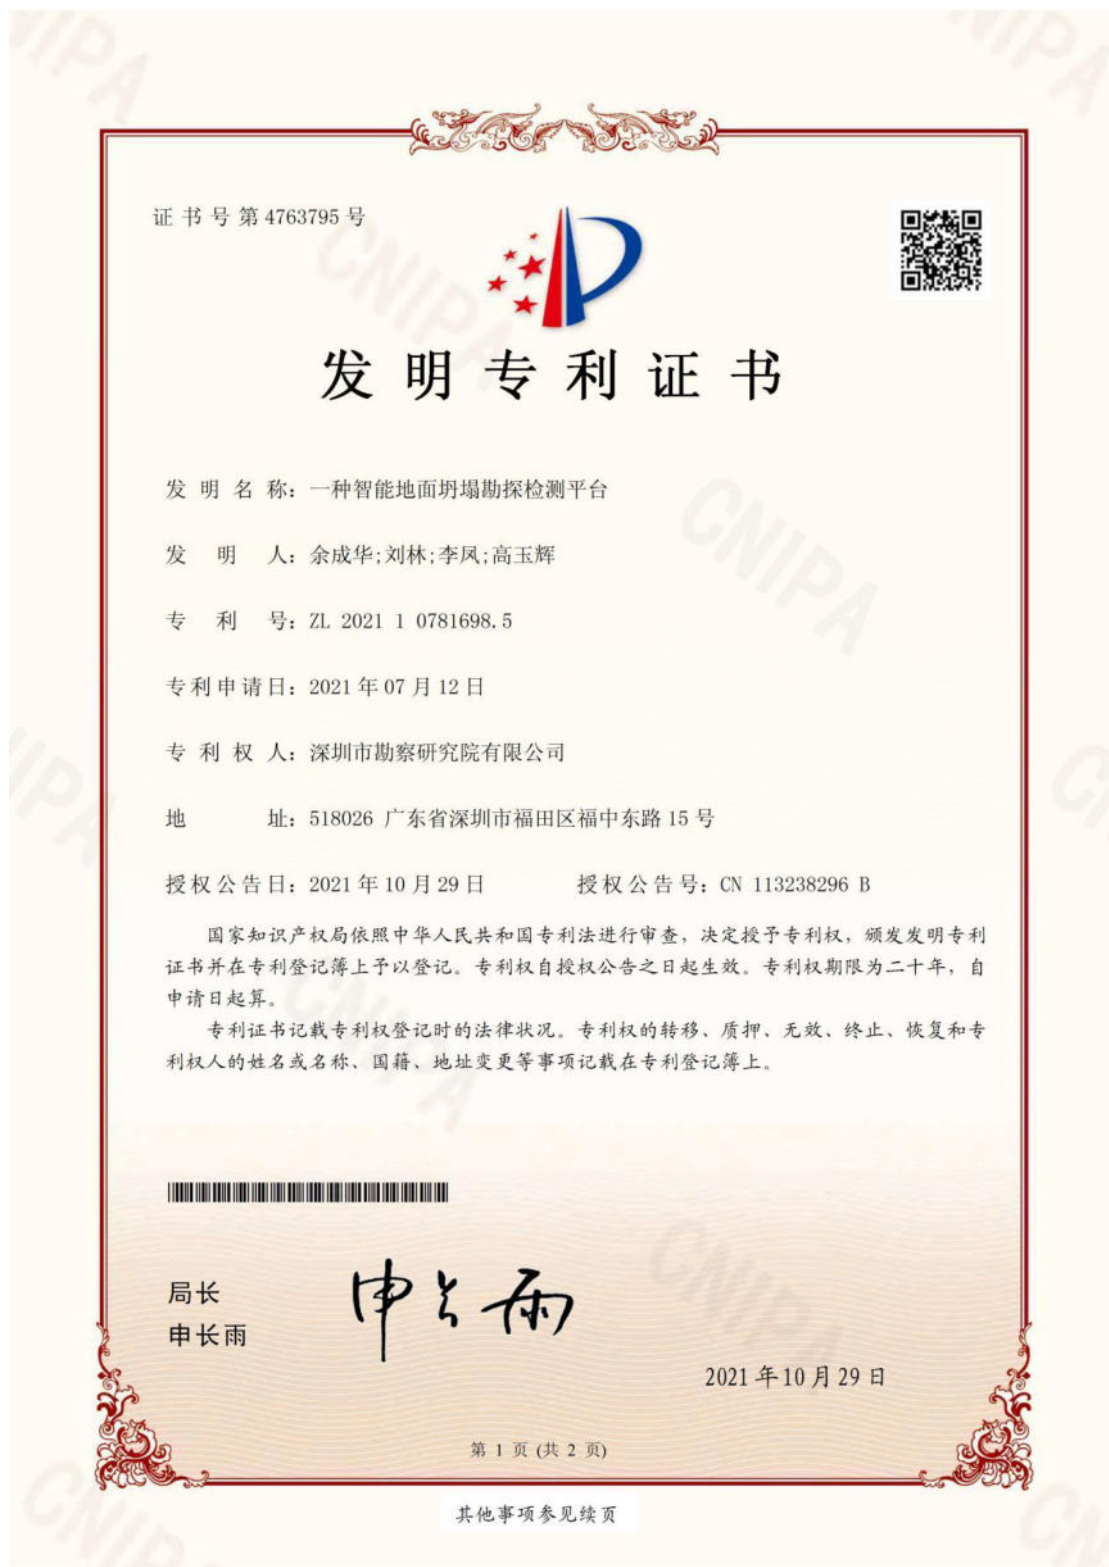 证书号第4763795号
发明专利证书
发明名称：一种智能地面坍塌勘探检测平台
发明人：余成华;刘林;李凤;高玉辉
专利号：ZL 2021 1 0781698.5
专利申请日：2021年07月12日
专利权人：深圳市勘察研究院有限公司
地址：518026 广东省深圳市福田区福中东路15号
授权公告日：2021年10月29日 授权公告号：CN 113238296 B
国家知识产权局依照中华人民共和国专利法进行审查，决定授予专利权，颁发发明专利
证书并在专利登记簿上予以登记。专利权自授权公告之日起生效。专利权期限为二十年，自
申请日起算。
专利证书记载专利权登记时的法律状况。专利权的转移、质押、无效、终止、恢复和专
利权人的姓名或名称、国籍、地址变更等事项记载在专利登记簿上。
局长
申长雨
申长雨
2021年10月29日
第 1 页 (共 2 页)
其他事项参见续页
CNIPA